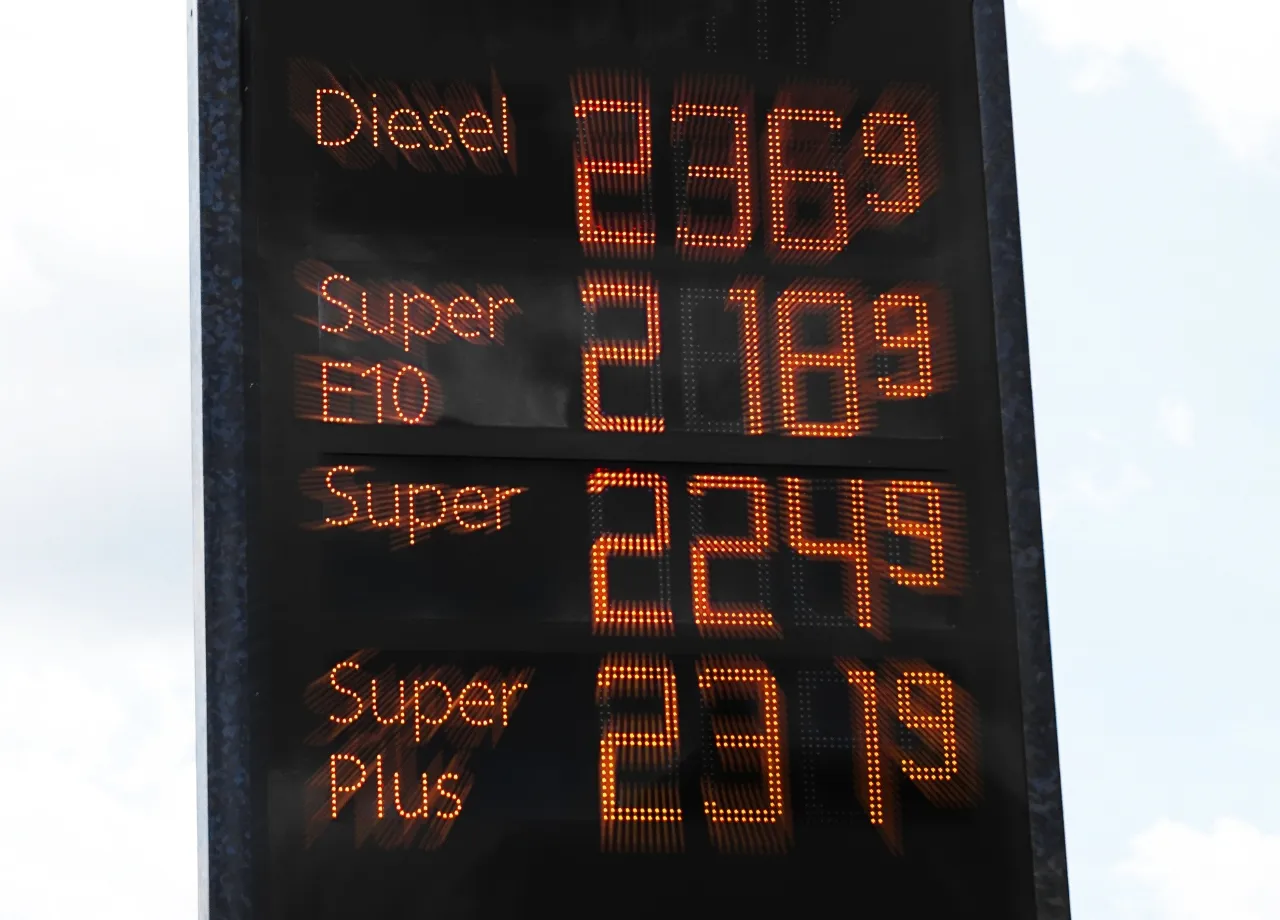 Diesel 2369
Super 2189
E10
Super 2249
Super 2319
Plus